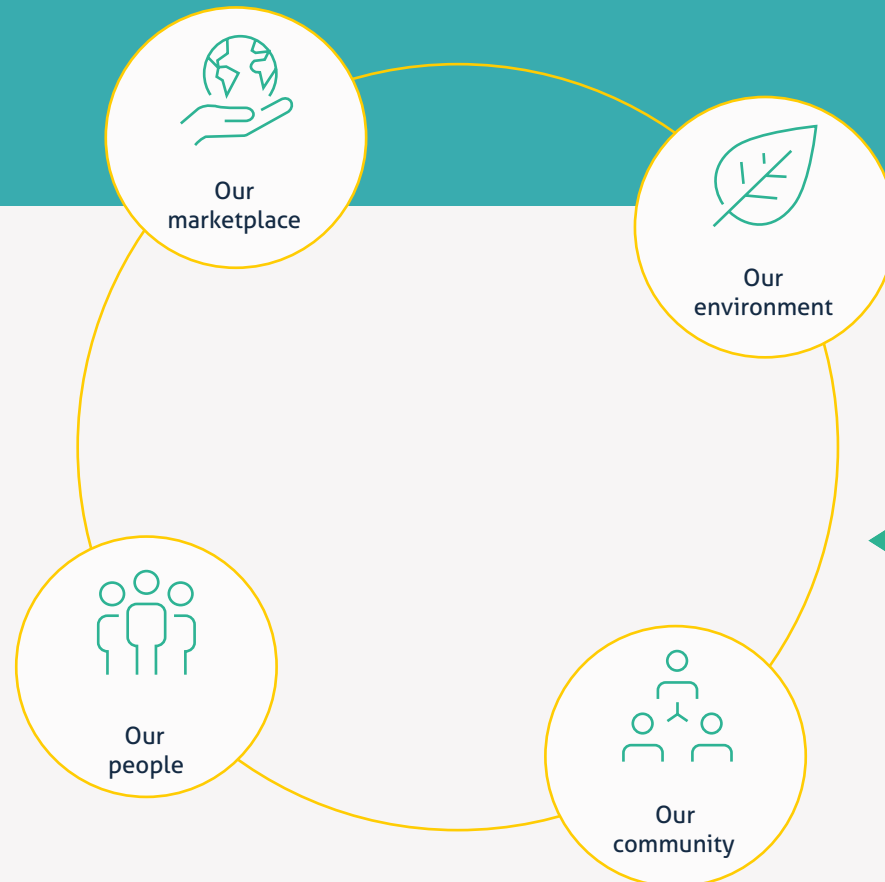 Our
marketplace
Our
environment
Our
people
Our
community